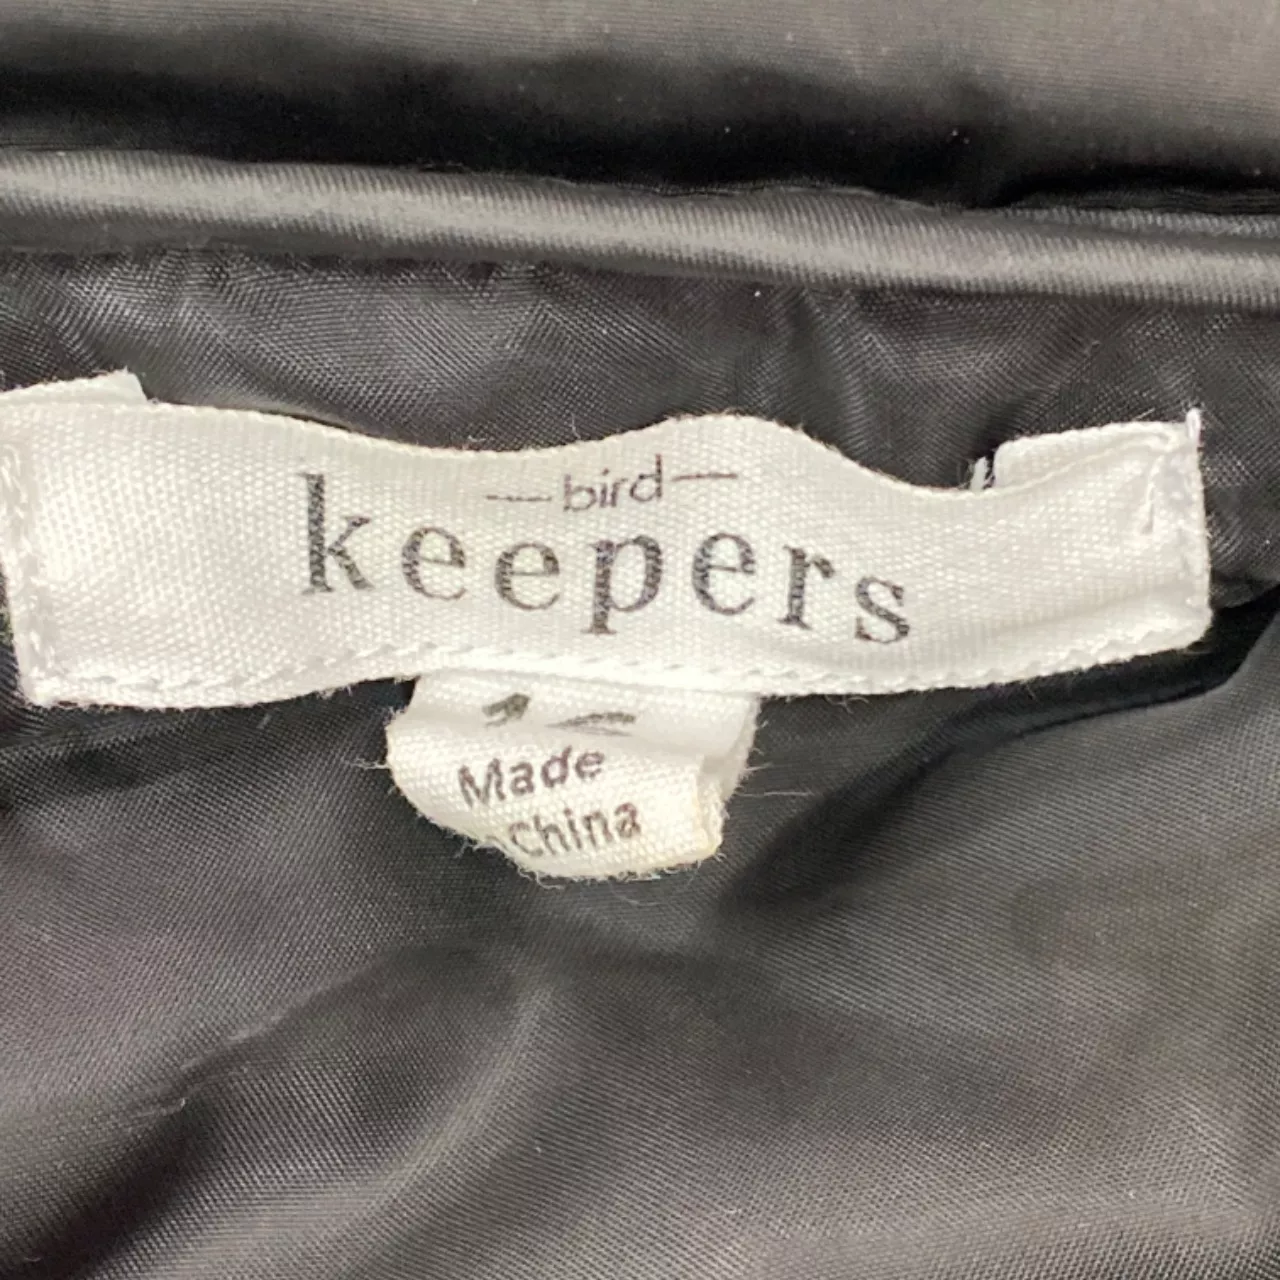 —bird—
keepers
Made
China